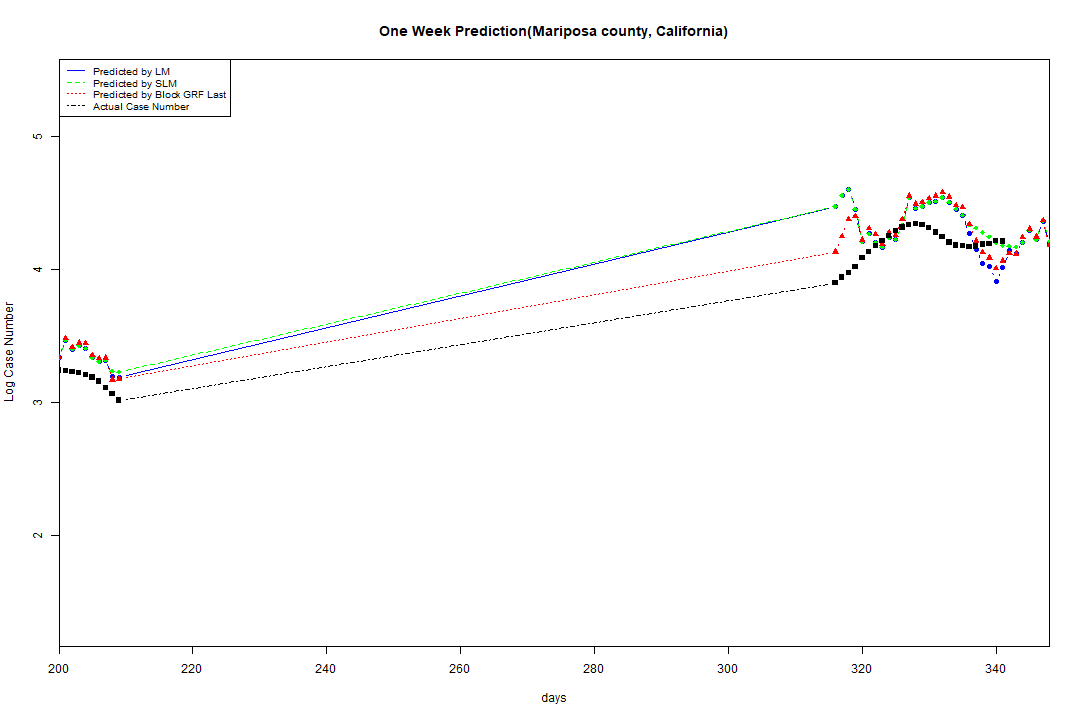 One Week Prediction(Mariposa county, California)
Predicted by LM
Predicted by SLM
Predicted by Block GRF Last
Actual Case Number
5
4
3
2
Log Case Number
200 220 240 260 280 300 320 340
days